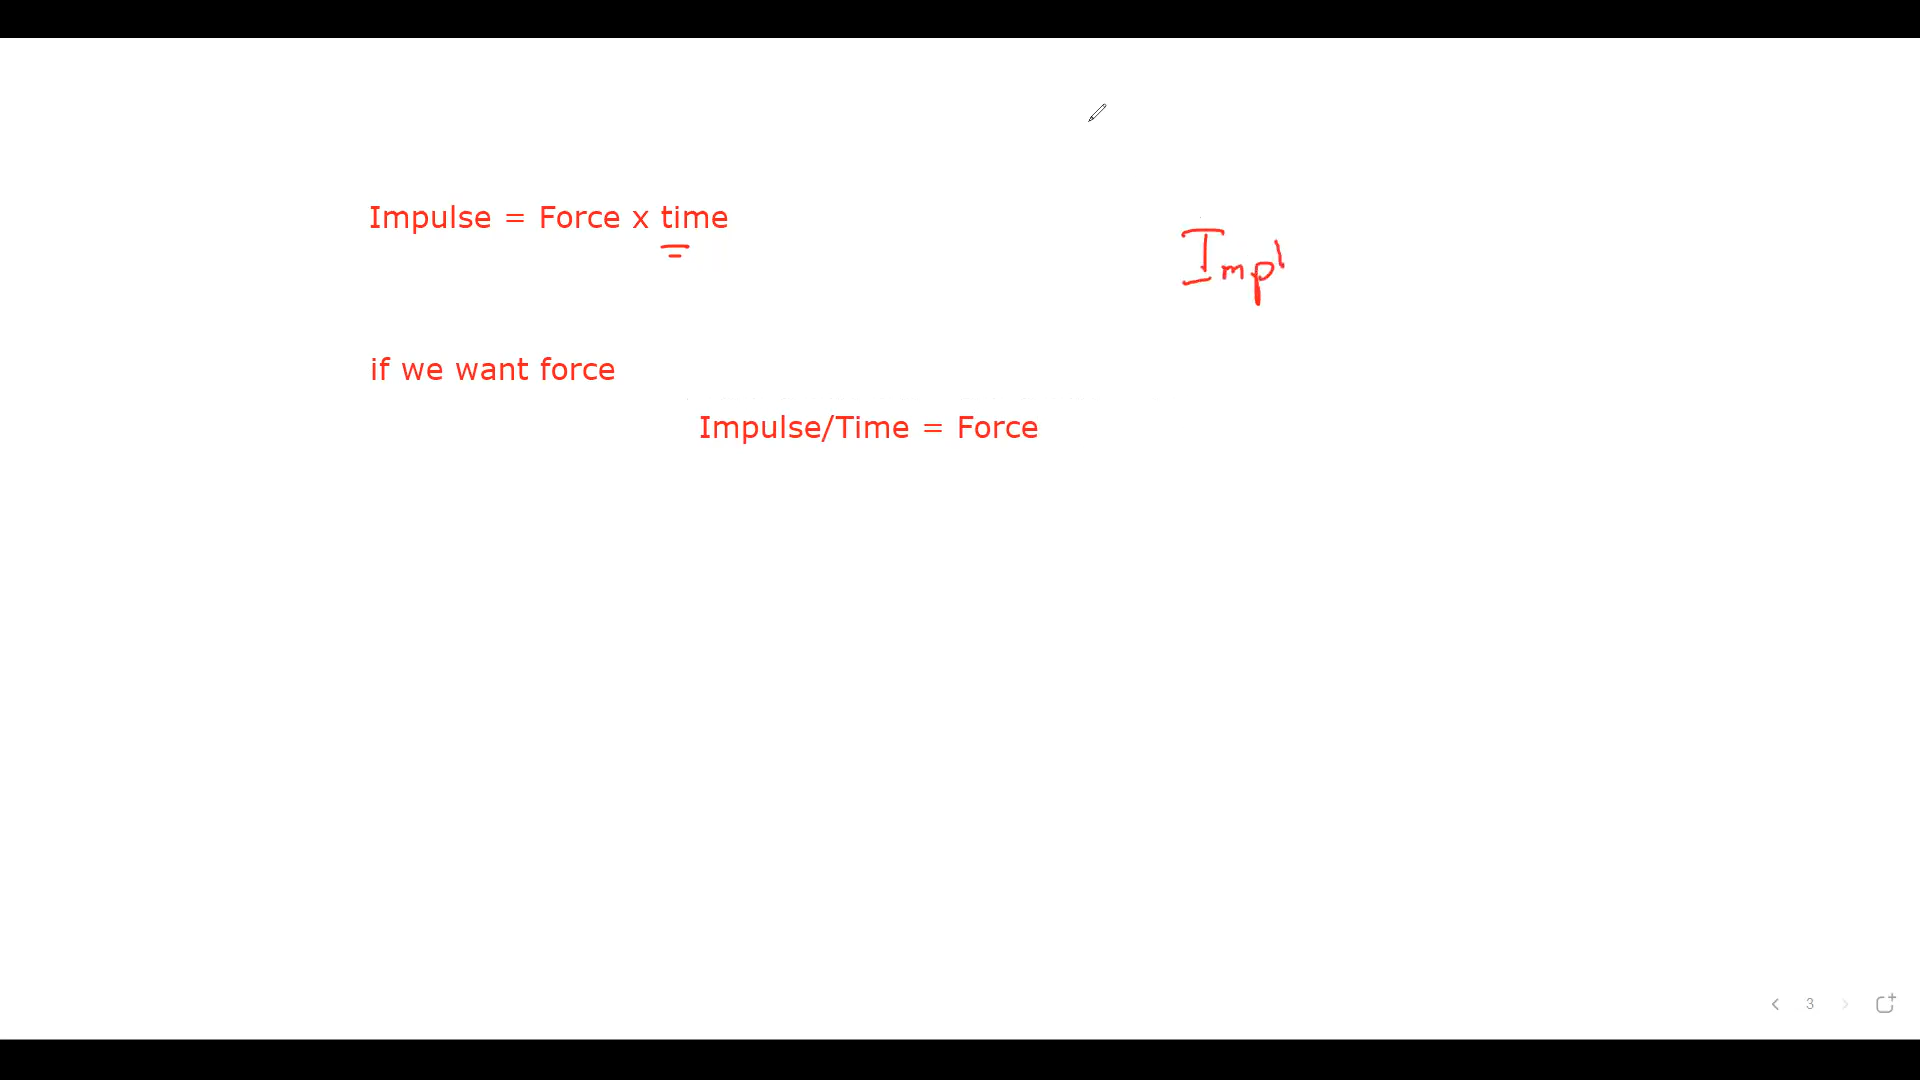 Impulse = Force x time
Impl
if we want force
Impulse/Time = Force
3